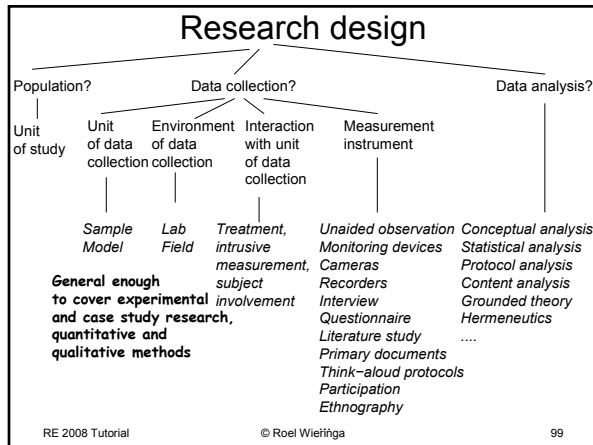 Research design
Population?
Data collection?
Data analysis?
Unit
of study
Unit
of data
collection
Environment
of data
collection
Interaction
with unit
of data
collection
Measurement
instrument
Sample
Model
Lab
Field
Treatment,
intrusive
measurement,
subject
involvement
Unaided observation
Monitoring devices
Cameras
Recorders
Interview
Questionnaire
Literature study
Primary documents
Think-aloud protocols
Participation
Ethnography
Conceptual analysis
Statistical analysis
Protocol analysis
Content analysis
Grounded theory
Hermeneutics
....
General enough
to cover experimental
and case study research,
quantitative and
qualitative methods
RE 2008 Tutorial
© Roel
99